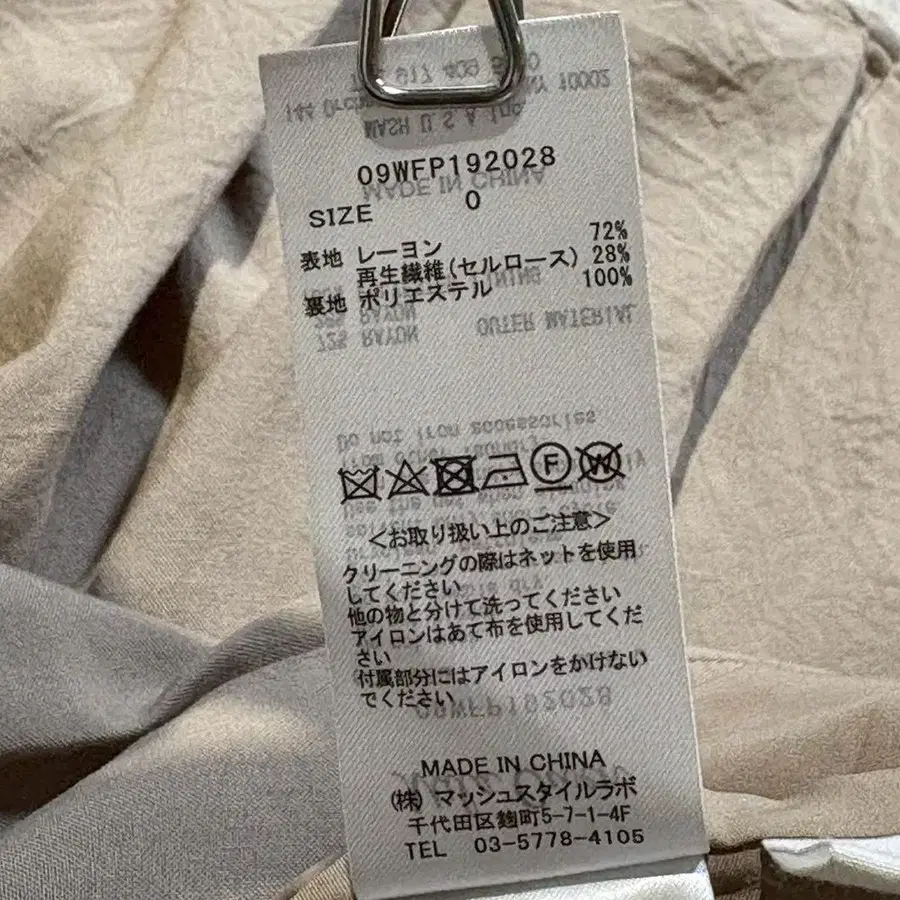 09WFP192028
SIZE 0
表地 レーヨン 72%
再生繊維(セルロース) 28%
裏地 ポリエステル 100%
F W
<お取り扱い上のご注意>
クリーニングの際はネットを使用
してください
他の物と分けて洗ってください
アイロンはあて布を使用してくだ
さい
付属部分にはアイロンをかけない
でください
MADE IN CHINA
(株) マッシュスタイルラボ
千代田区麹町5-7-1-4F
TEL 03-5778-4105